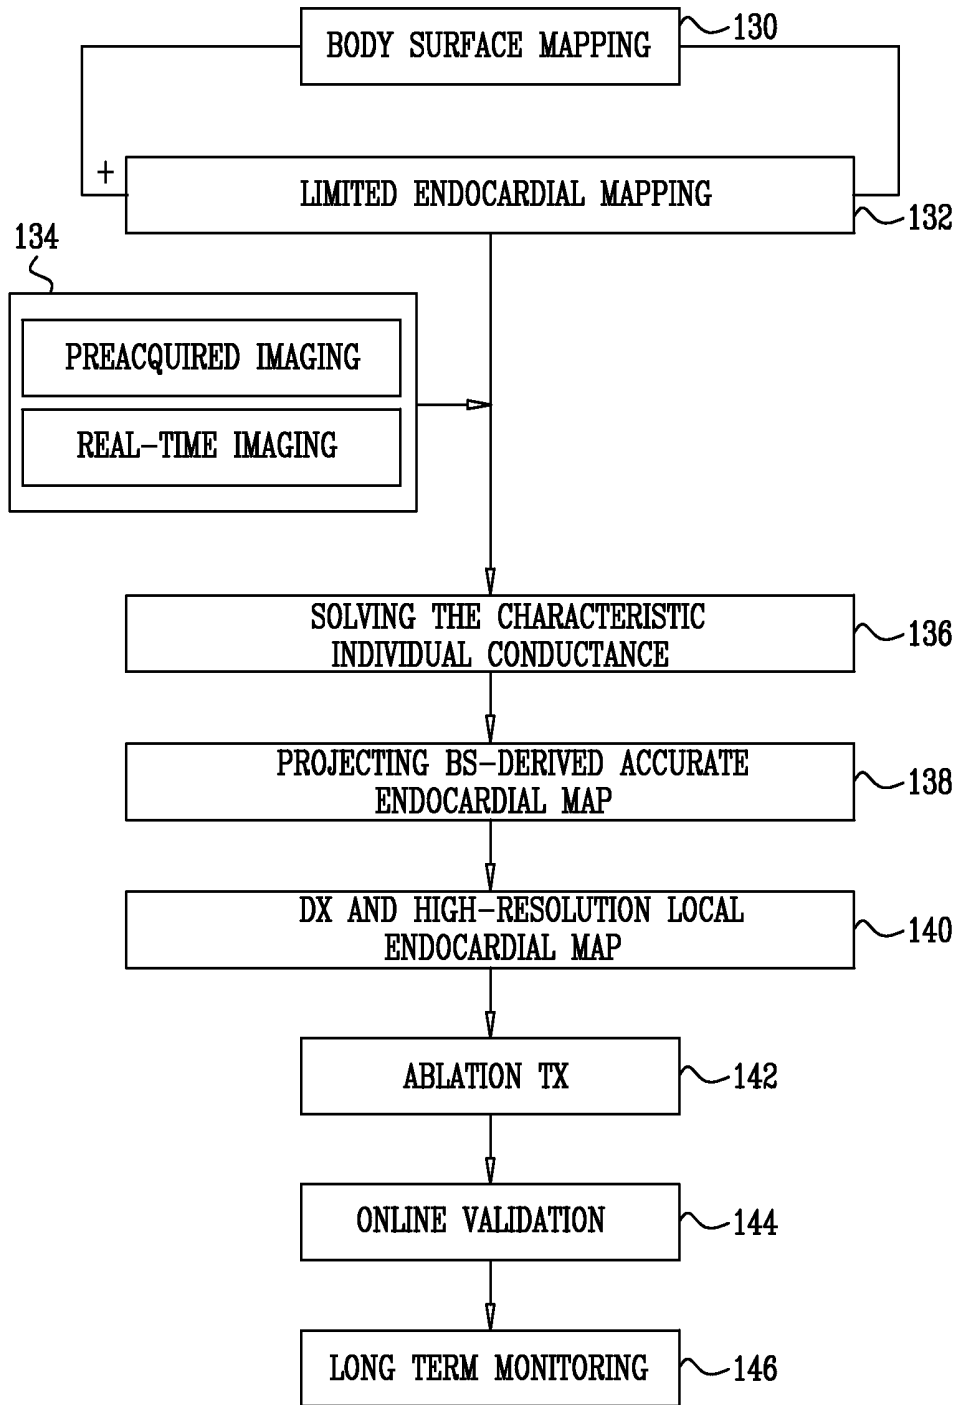 BODY SURFACE MAPPING
130
+
LIMITED ENDOCARDIAL MAPPING
132
134
PREACQUIRED IMAGING
REAL-TIME IMAGING
SOLVING THE CHARACTERISTIC
INDIVIDUAL CONDUCTANCE
136
PROJECTING BS-DERIVED ACCURATE
ENDOCARDIAL MAP
138
DX AND HIGH-RESOLUTION LOCAL
ENDOCARDIAL MAP
140
ABLATION TX
142
ONLINE VALIDATION
144
LONG TERM MONITORING
146